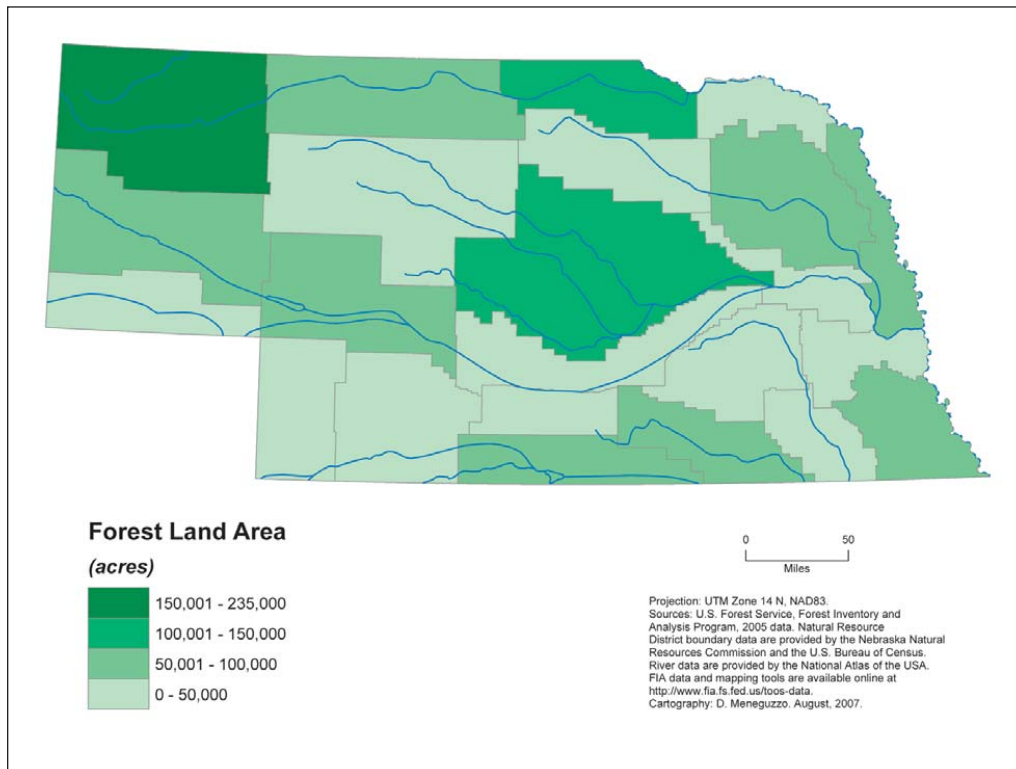 Forest Land Area
(acres)
150,001 - 235,000
100,001 - 150,000
50,001 - 100,000
0 - 50,000
0 50
Miles
Projection: UTM Zone 14 N, NAD83.
Sources: U.S. Forest Service, Forest Inventory and
Analysis Program, 2005 data. Natural Resource
District boundary data are provided by the Nebraska Natural
Resources Commission and the U.S. Bureau of Census.
River data are provided by the National Atlas of the USA.
FIA data and mapping tools are available online at
http://www.fia.fs.fed.us/toos-data.
Cartography: D. Meneguzzo. August, 2007.